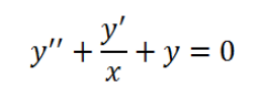 y'' + y'/x + y = 0